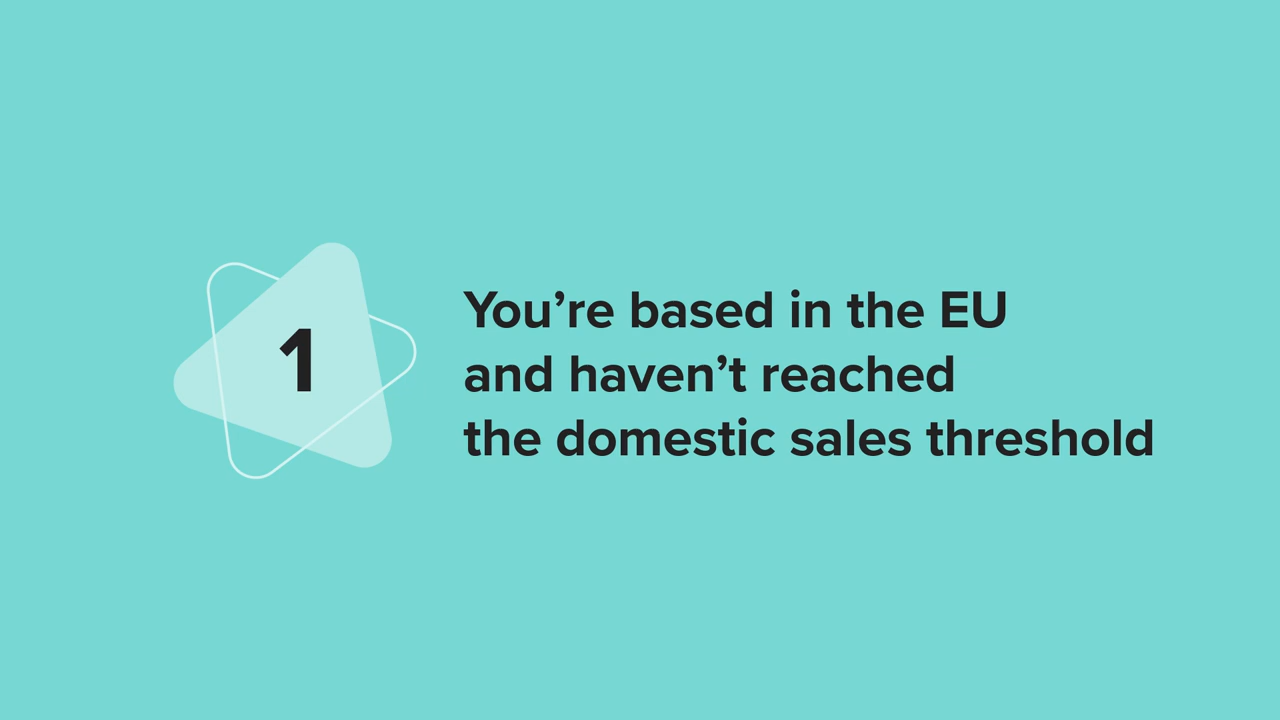 1
You’re based in the EU
and haven’t reached
the domestic sales threshold